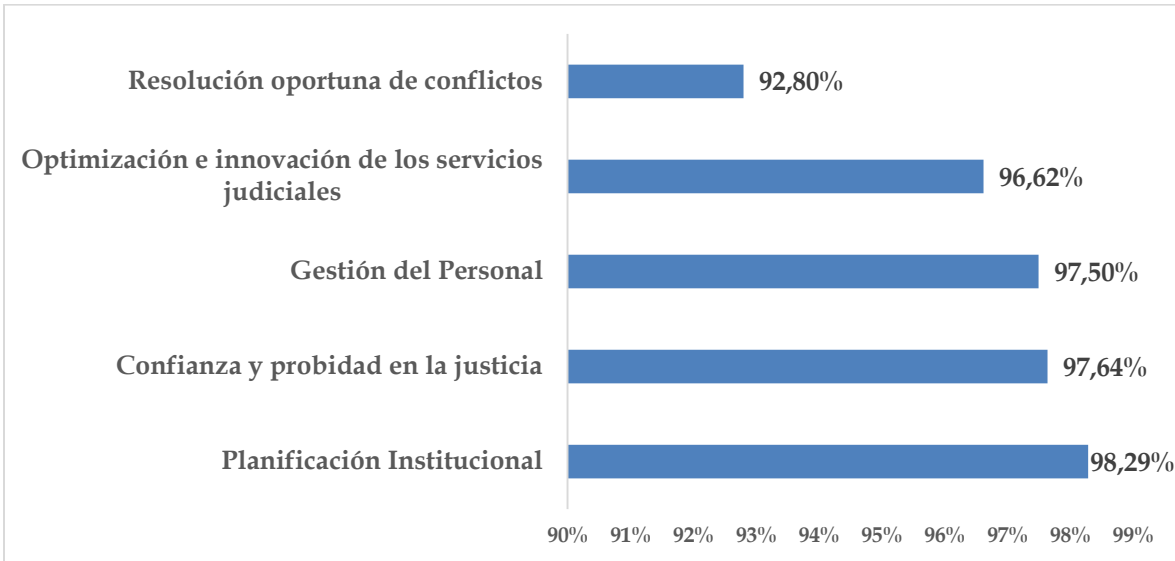 Resolución oportuna de conflictos
92,80%
Optimización e innovación de los servicios
judiciales
96,62%
Gestión del Personal
97,50%
Confianza y probidad en la justicia
97,64%
Planificación Institucional
98,29%
90% 91% 92% 93% 94% 95% 96% 97% 98% 99%